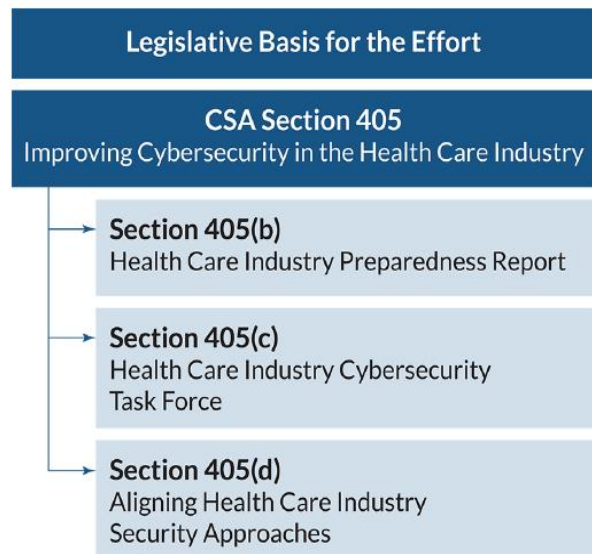 Legislative Basis for the Effort
CSA Section 405
Improving Cybersecurity in the Health Care Industry
Section 405(b)
Health Care Industry Preparedness Report
Section 405(c)
Health Care Industry Cybersecurity
Task Force
Section 405(d)
Aligning Health Care Industry
Security Approaches